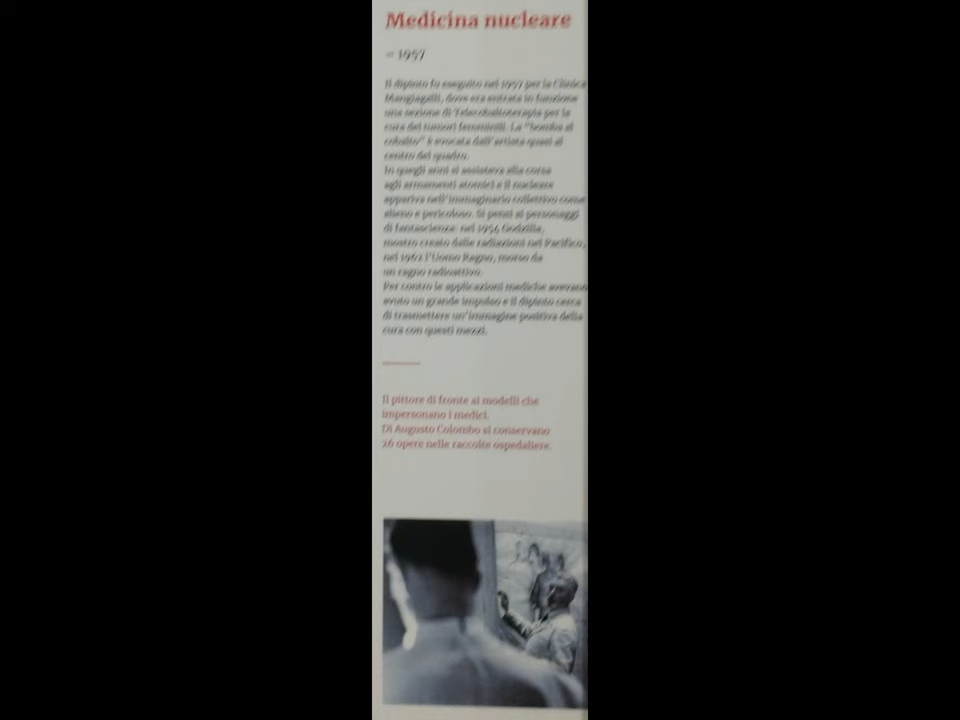 Medicina nucleare
– 1957
Il dipinto fu eseguito nel 1957 per la Clinica
Mangiagalli, dove era entrata in funzione
una sezione di Telecobaltoterapia per la
cura dei tumori femminili. La "bomba al
cobalto" è evocata dall'artista quasi al
centro del quadro.
In quegli anni si assisteva alla corsa
agli armamenti atomici e il nucleare
appariva nell'immaginario collettivo come
alieno e pericoloso. Si pensi ai personaggi
di fantascienza: nel 1954 Godzilla,
mostro creato dalle radiazioni nel Pacifico,
nel 1962 l'Uomo Ragno, morso da
un ragno radioattivo.
Per contro le applicazioni mediche avevano
avuto un grande impulso e il dipinto cerca
di trasmettere un'immagine positiva della
cura con questi mezzi.
Il pittore di fronte ai modelli che
impersonano i medici.
Di Augusto Colombo si conservano
26 opere nelle raccolte ospedaliere.